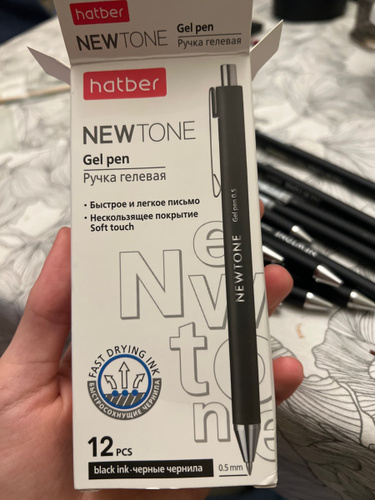 hatber
NEWTONE
Gel pen
Ручка гелевая
hatber
NEWTONE
Gel pen
Ручка гелевая
• Быстрое и легкое письмо
• Нескользящее покрытие
Soft touch
NEWTONE Gel pen 0.5
Newtone
FAST DRYING INK
БЫСТРОСОХНУЩИЕ ЧЕРНИЛА
12 PCS
black ink-черные чернила
0.5 mm